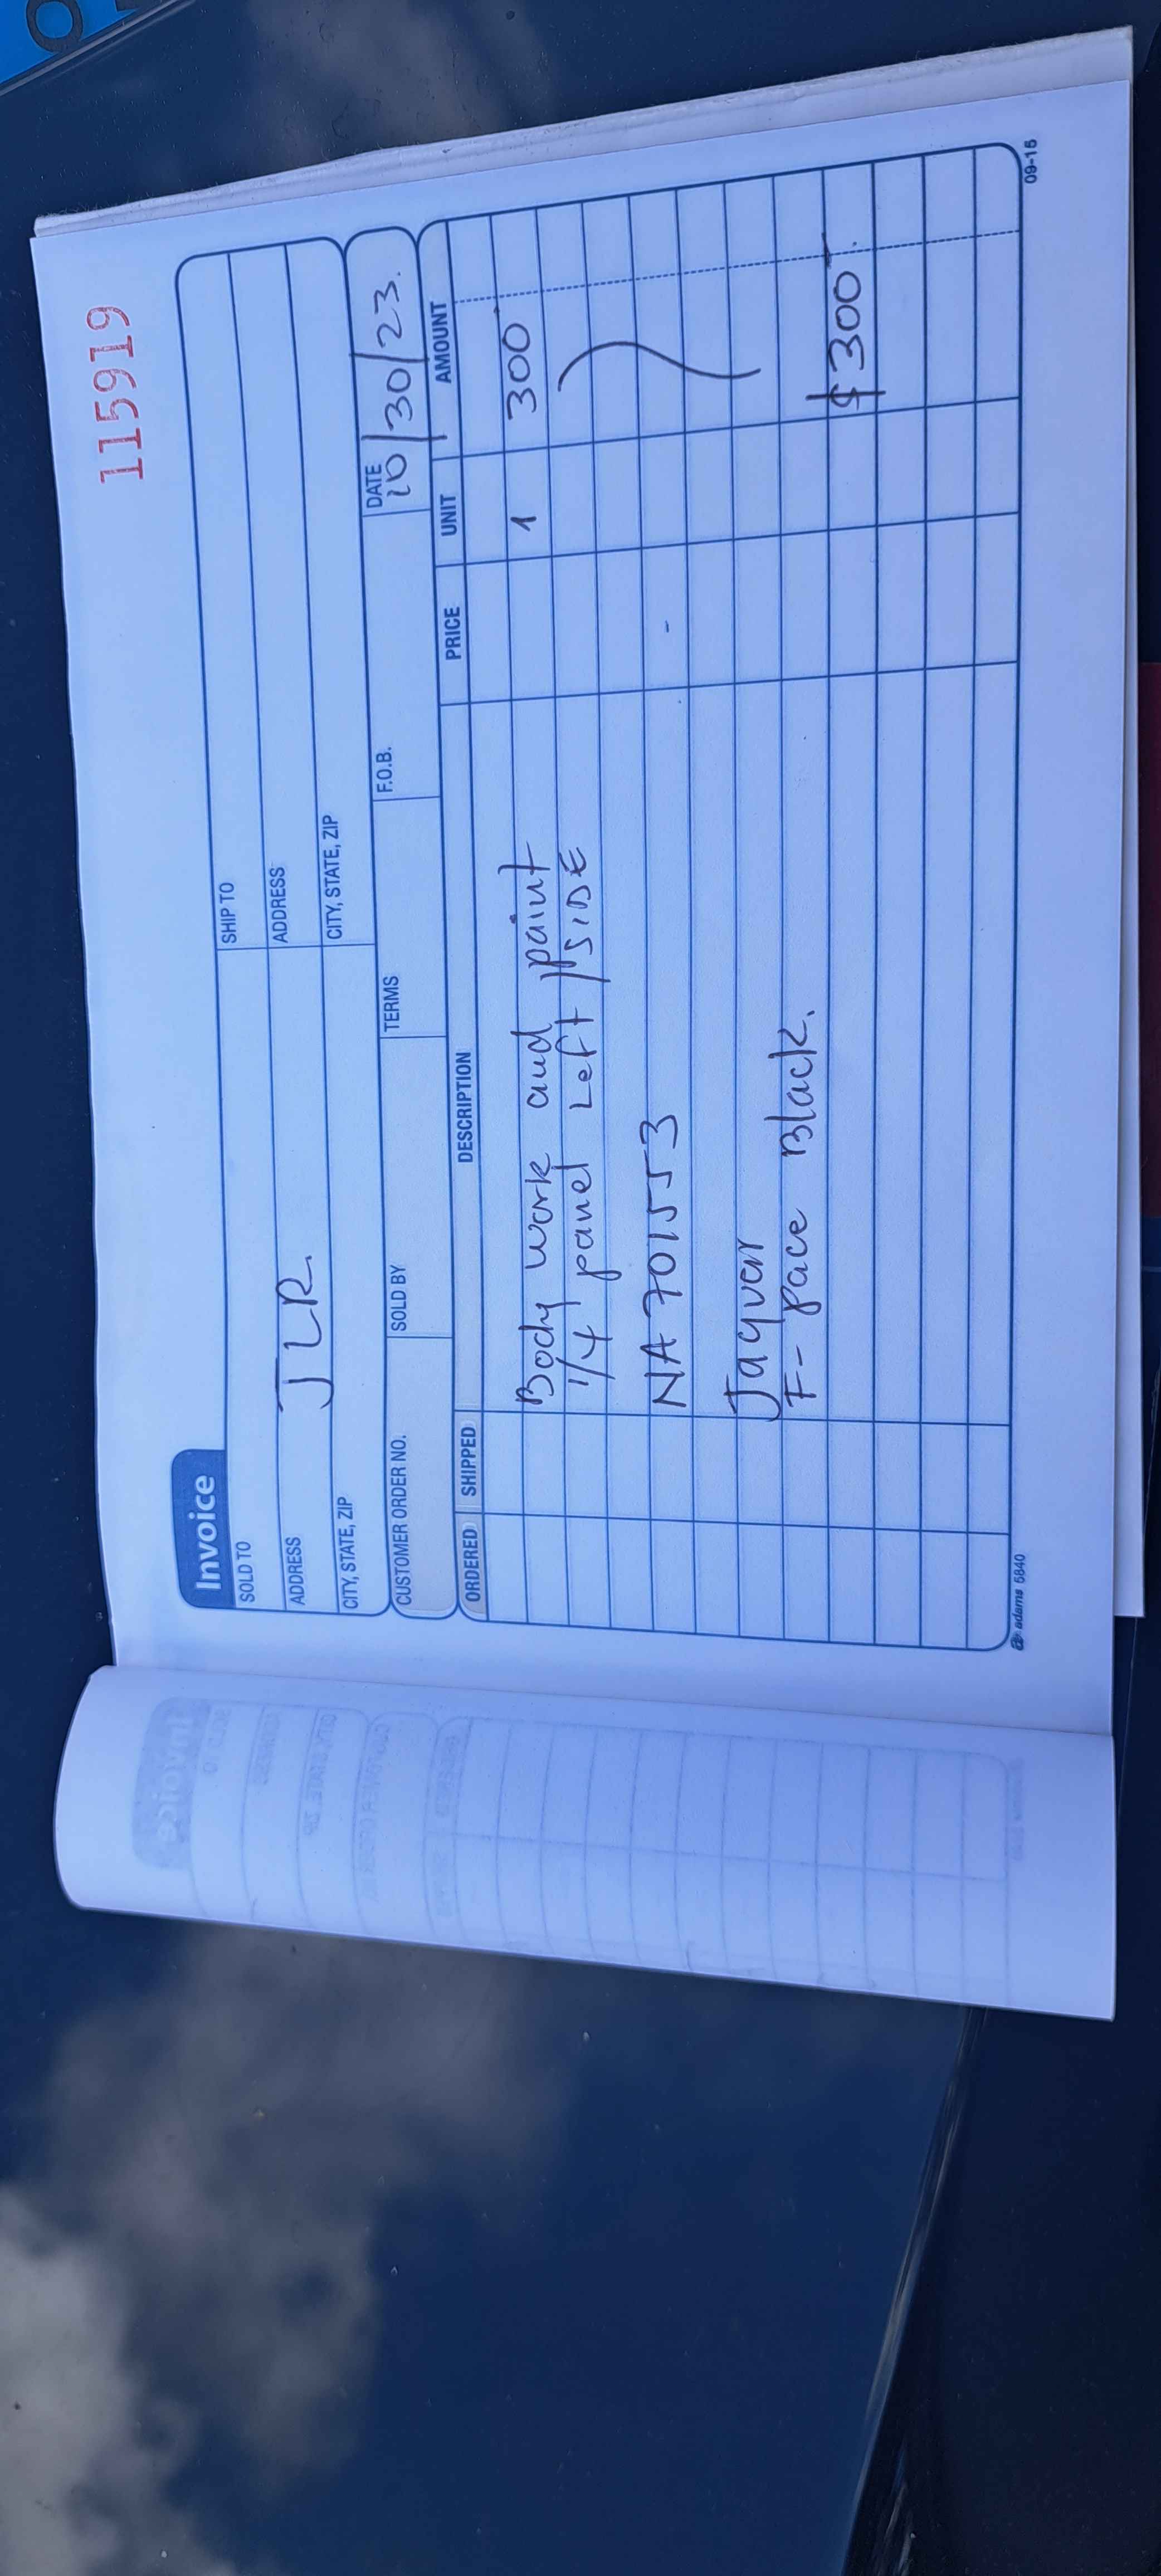 115919
Invoice
SOLD TO
SHIP TO
ADDRESS
JLR.
ADDRESS
CITY, STATE, ZIP
CITY, STATE, ZIP
CUSTOMER ORDER NO.
SOLD BY
TERMS
F.O.B.
DATE
10/30/23.
ORDERED
SHIPPED
DESCRIPTION
PRICE
UNIT
AMOUNT
Body work and paint 1 300
1/4 panel Left SIDE
NA701553
Jaguar
F- Pace Black.
$300
adams 5840
09-15